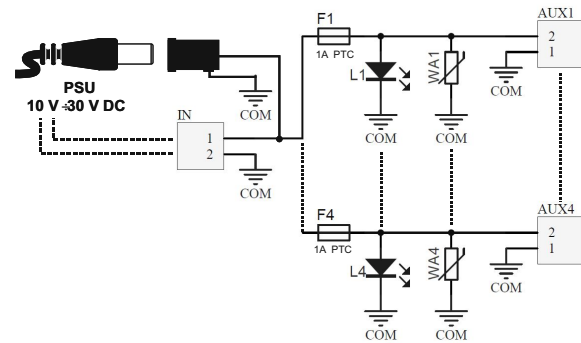 F1
AUX1
1A PTC
2
1
L1
WA1
COM
COM
COM
COM
PSU
10 V ÷30 V DC
IN
1
2
COM
F4
AUX4
1A PTC
2
1
L4
WA4
COM
COM
COM